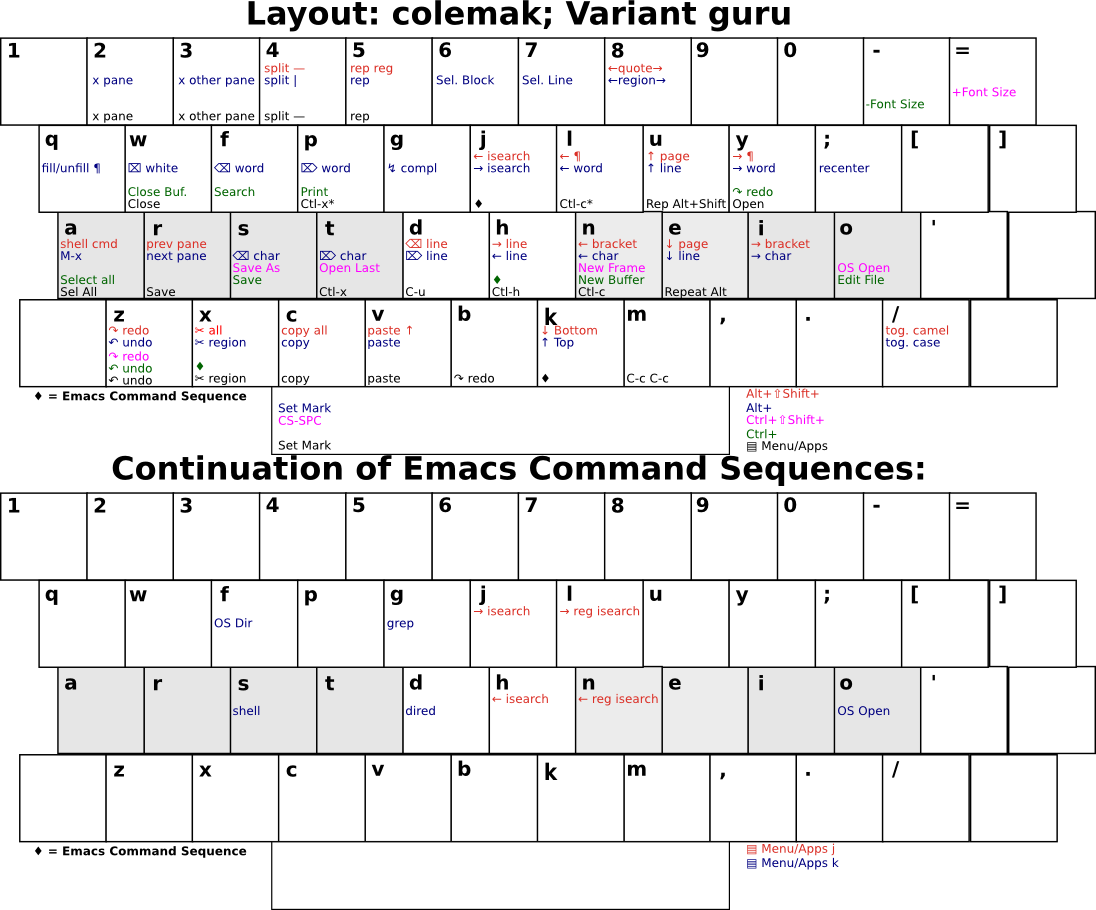 Layout: colemak; Variant guru
1 2 3 4 5 6 7 8 9 0 - =
split — rep reg ←quote→
x pane x other pane split | rep Sel. Block Sel. Line ←region→
+Font Size
-Font Size
x pane x other pane split — rep
q w f p g j l u y ; [ ]
← isearch ← ¶ ↑ page → ¶
fill/unfill ¶ ⌧ white ⌫ word ⌦ word ↯ compl → isearch ← word ↑ line → word recenter
Close Buf. Search Print ↷ redo
Close Ctl-x* ♦ Ctl-c* Rep Alt+Shift Open
a r s t d h n e i o '
shell cmd prev pane ⌫ line → line ← bracket ↓ page → bracket
M-x next pane ⌫ char ⌦ char ⌦ line ← line ← char ↓ line → char
Save As Open Last New Frame OS Open
Select all Save ♦ New Buffer Edit File
Sel All Save Ctl-x C-u Ctl-h Ctl-c Repeat Alt
z x c v b k m , . /
↷ redo ✂ all copy all paste ↑ ↓ Bottom tog. camel
↶ undo ✂ region copy paste ↑ Top tog. case
↷ redo
↶ undo ♦
↶ undo ✂ region copy paste ↷ redo ♦ C-c C-c
♦ = Emacs Command Sequence Alt+⇧Shift+
Set Mark Alt+
CS-SPC Ctrl+⇧Shift+
Ctrl+
Set Mark ▤ Menu/Apps
Continuation of Emacs Command Sequences:
1 2 3 4 5 6 7 8 9 0 - =
q w f p g j l u y ; [ ]
→ isearch → reg isearch
OS Dir grep
a r s t d h n e i o '
← isearch ← reg isearch
shell dired OS Open
z x c v b k m , . /
♦ = Emacs Command Sequence ▤ Menu/Apps j
▤ Menu/Apps k